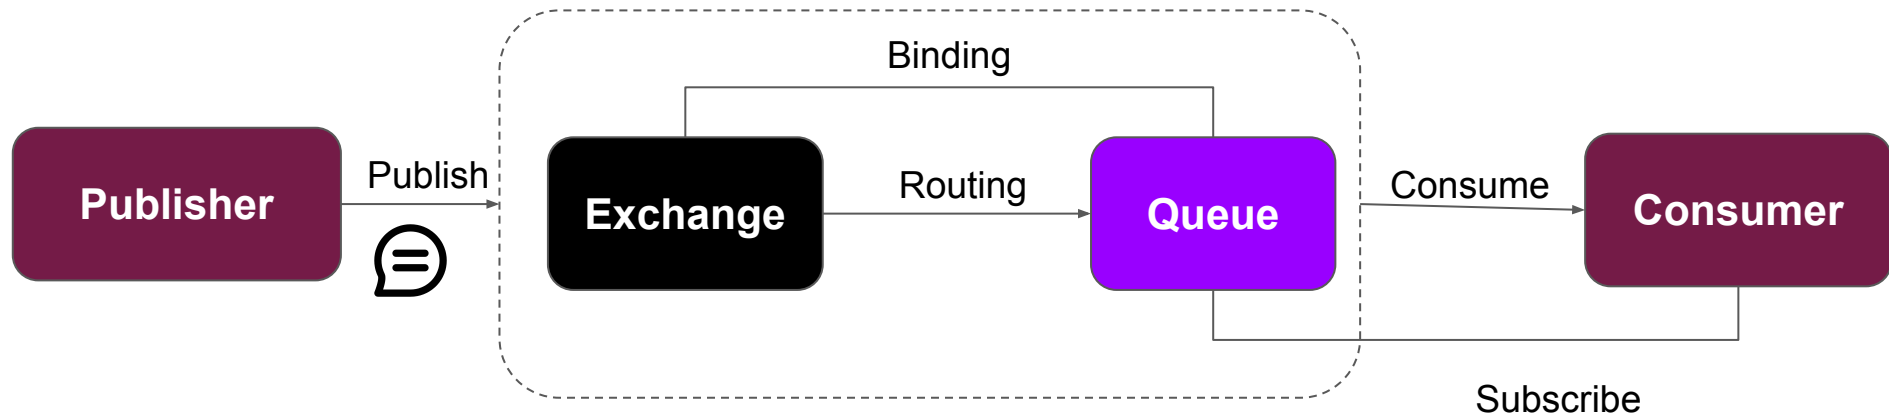 Binding
Publisher
Publish
Exchange
Routing
Queue
Consume
Consumer
Subscribe